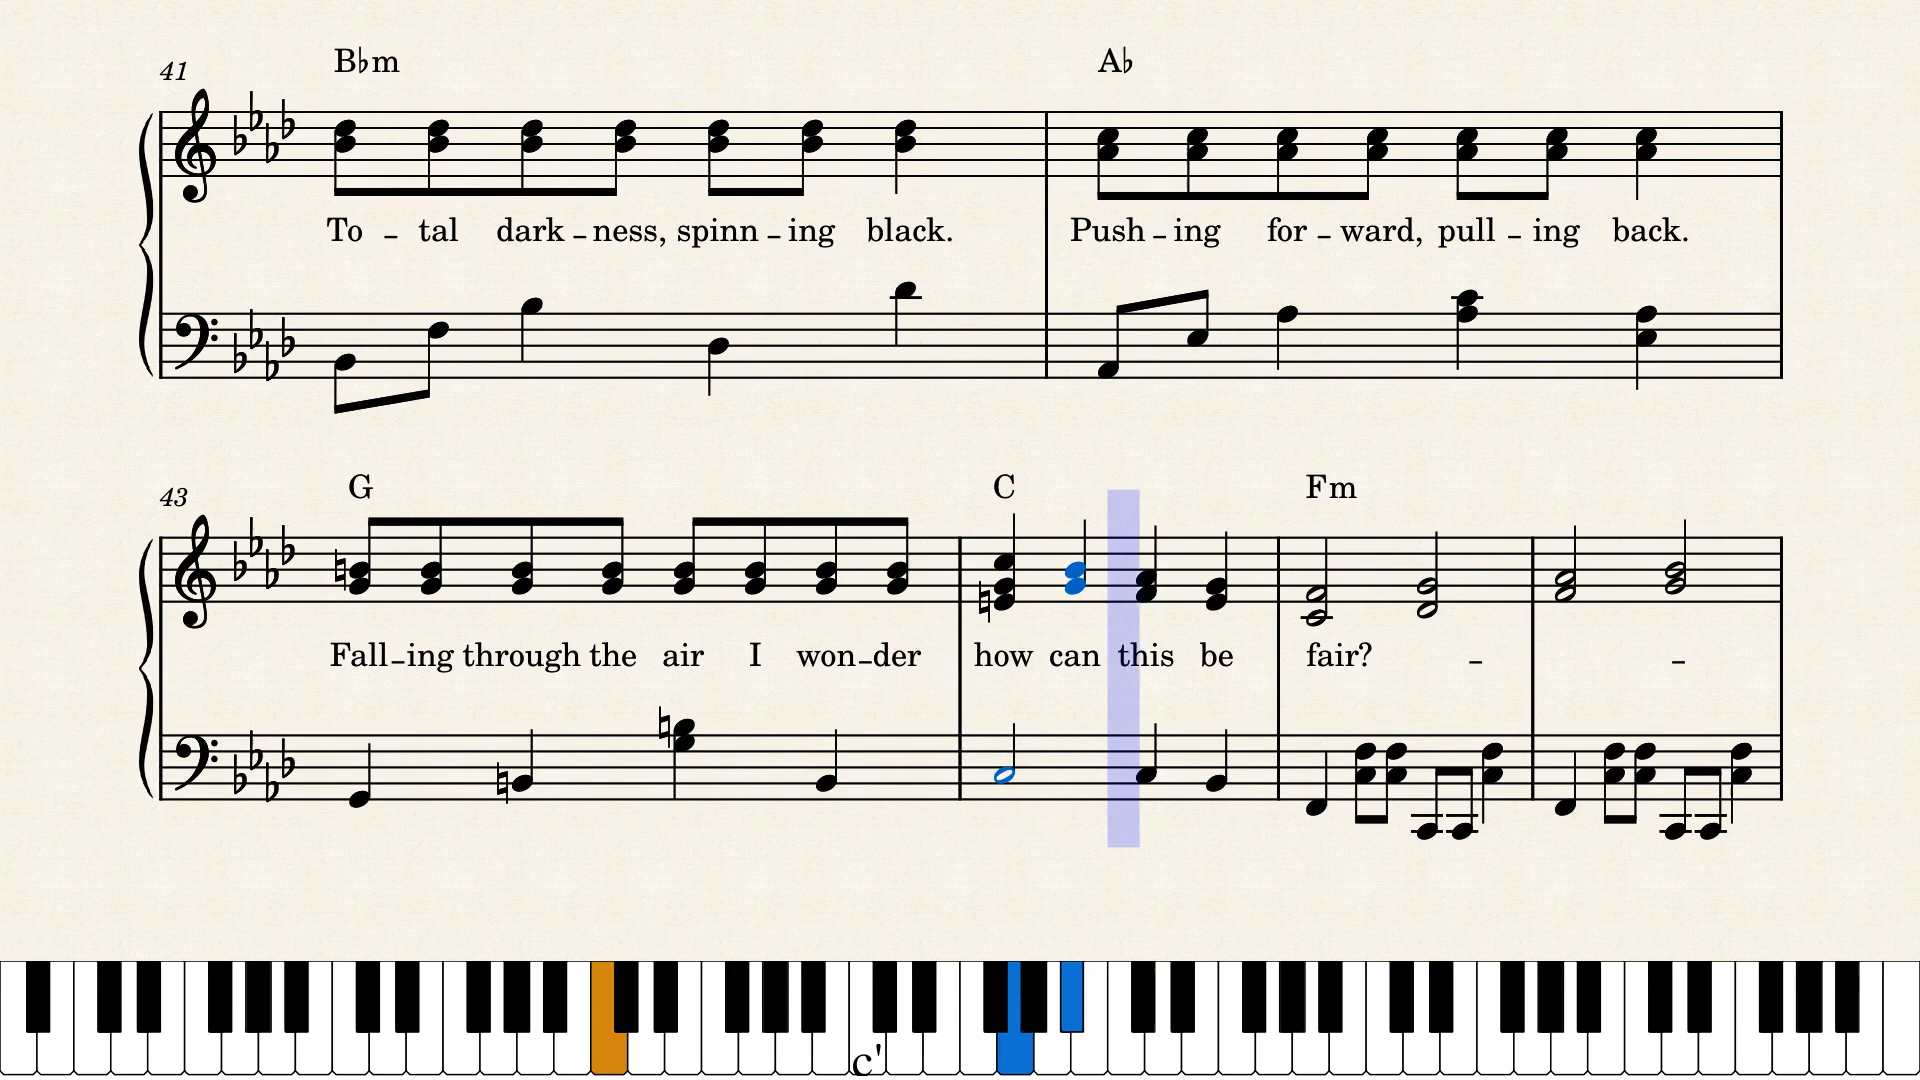 41 B♭m A♭
To - tal dark - ness, spinn - ing black. Push - ing for - ward, pull - ing back.
43 G C Fm
Fall - ing through the air I won - der how can this be fair? - -
c'